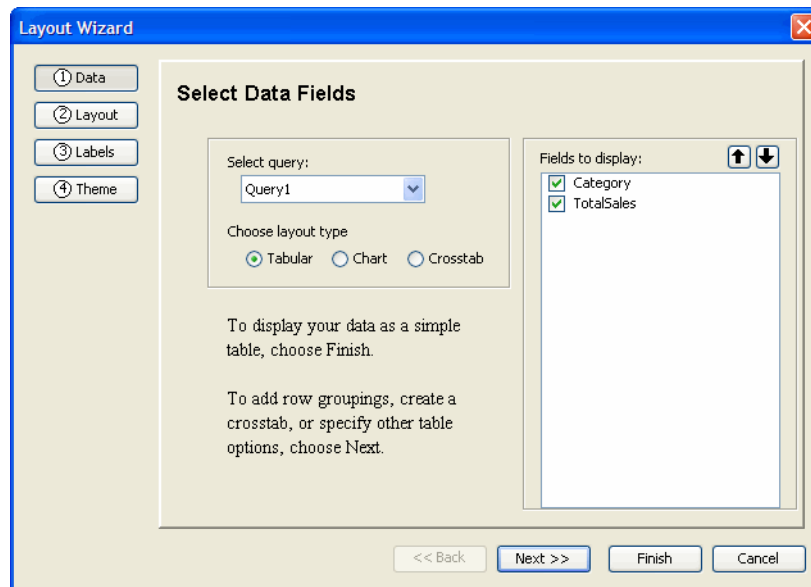 Layout Wizard
1 Data
2 Layout
3 Labels
4 Theme
Select Data Fields
Select query:
Query1
Choose layout type
Tabular Chart Crosstab
To display your data as a simple
table, choose Finish.
To add row groupings, create a
crosstab, or specify other table
options, choose Next.
Fields to display:
Category
TotalSales
<< Back Next >> Finish Cancel